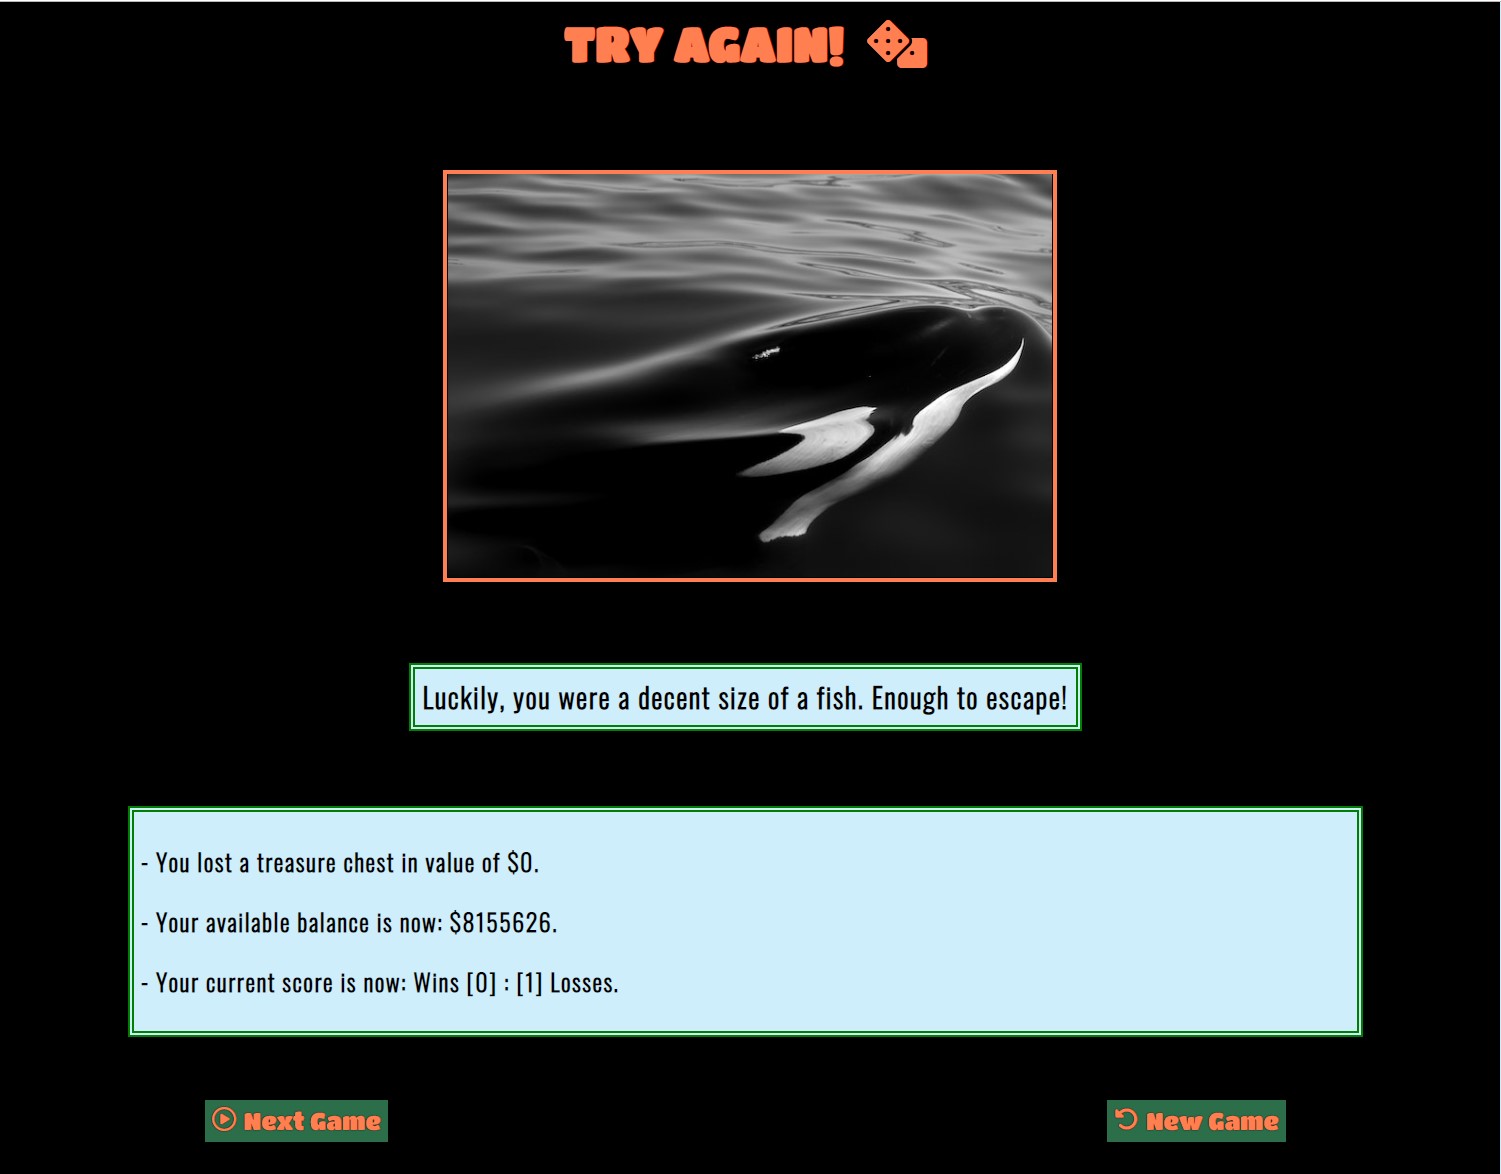 TRY AGAIN!
Luckily, you were a decent size of a fish. Enough to escape!
- You lost a treasure chest in value of $0.
- Your available balance is now: $8155626.
- Your current score is now: Wins [0] : [1] Losses.
Next Game
New Game